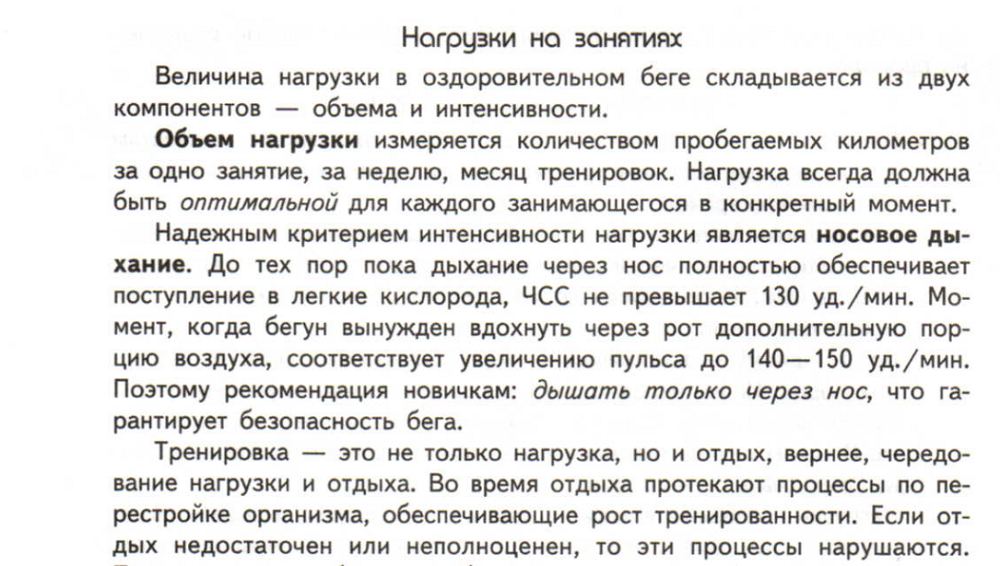 Нагрузки на занятиях
Величина нагрузки в оздоровительном беге складывается из двух
компонентов — объема и интенсивности.
Объем нагрузки измеряется количеством пробегаемых километров
за одно занятие, за неделю, месяц тренировок. Нагрузка всегда должна
быть оптимальной для каждого занимающегося в конкретный момент.
Надежным критерием интенсивности нагрузки является носовое ды-
хание. До тех пор пока дыхание через нос полностью обеспечивает
поступление в легкие кислорода, ЧСС не превышает 130 уд./мин. Мо-
мент, когда бегун вынужден вдохнуть через рот дополнительную пор-
цию воздуха, соответствует увеличению пульса до 140—150 уд./мин.
Поэтому рекомендация новичкам: дышать только через нос, что га-
рантирует безопасность бега.
Тренировка — это не только нагрузка, но и отдых, вернее, чередо-
вание нагрузки и отдыха. Во время отдыха протекают процессы по пе-
рестройке организма, обеспечивающие рост тренированности. Если от-
дых недостаточен или неполноценен, то эти процессы нарушаются.